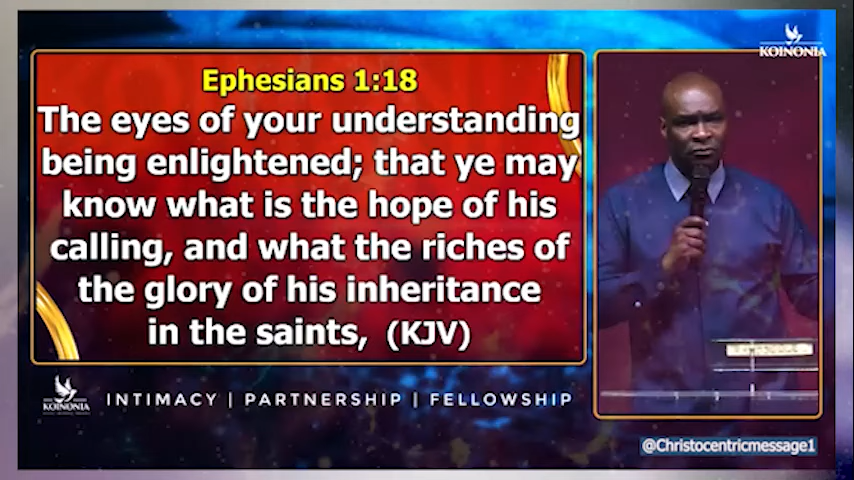 KOINONIA
Ephesians 1:18
The eyes of your understanding
being enlightened; that ye may
know what is the hope of his
calling, and what the riches of
the glory of his inheritance
in the saints, (KJV)
KOINONIA
INTIMACY | PARTNERSHIP | FELLOWSHIP
@Christocentricmessage1